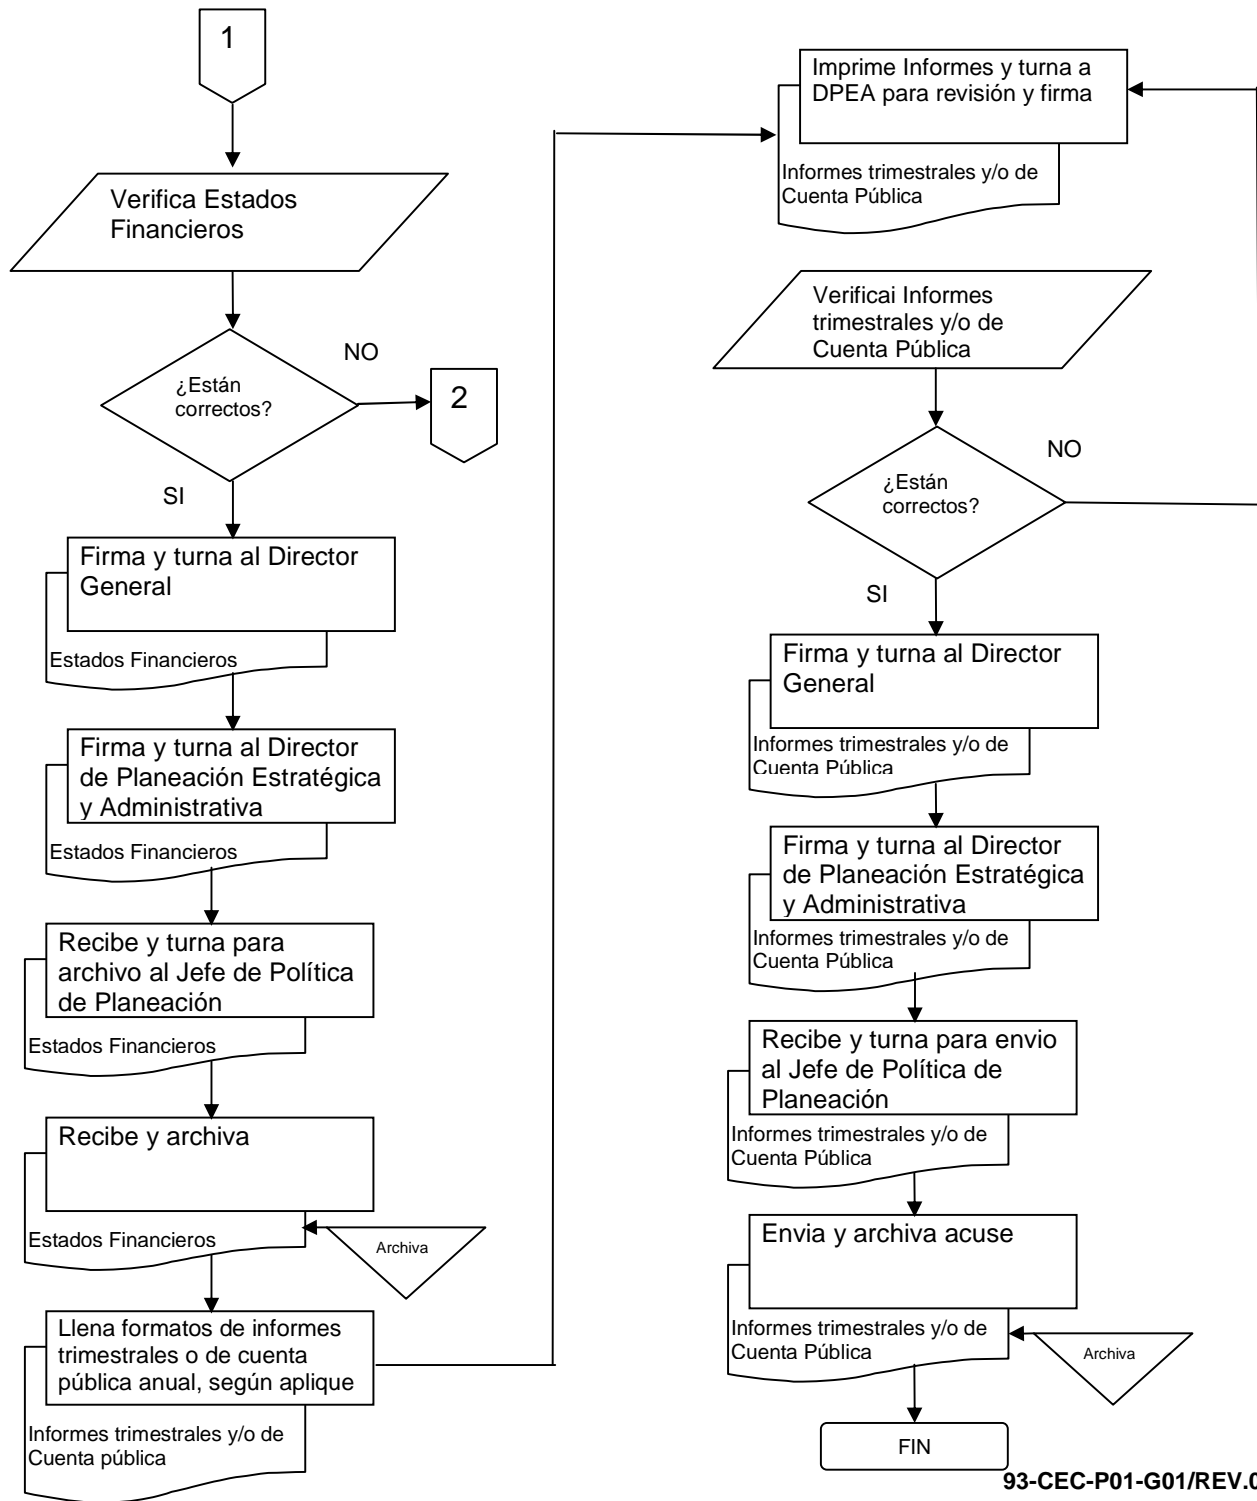 1
Verifica Estados
Financieros
¿Están
correctos?
NO
2
SI
Firma y turna al Director
General
Estados Financieros
Firma y turna al Director
de Planeación Estratégica
y Administrativa
Estados Financieros
Recibe y turna para
archivo al Jefe de Política
de Planeación
Estados Financieros
Recibe y archiva
Estados Financieros
Archiva
Llena formatos de informes
trimestrales o de cuenta
pública anual, según aplique
Informes trimestrales y/o de
Cuenta pública
Imprime Informes y turna a
DPEA para revisión y firma
Informes trimestrales y/o de
Cuenta Pública
Verificai Informes
trimestrales y/o de
Cuenta Pública
¿Están
correctos?
NO
SI
Firma y turna al Director
General
Informes trimestrales y/o de
Cuenta Pública
Firma y turna al Director
de Planeación Estratégica
y Administrativa
Informes trimestrales y/o de
Cuenta Pública
Recibe y turna para envio
al Jefe de Política de
Planeación
Informes trimestrales y/o de
Cuenta Pública
Envia y archiva acuse
Informes trimestrales y/o de
Cuenta Pública
Archiva
FIN
93-CEC-P01-G01/REV.0